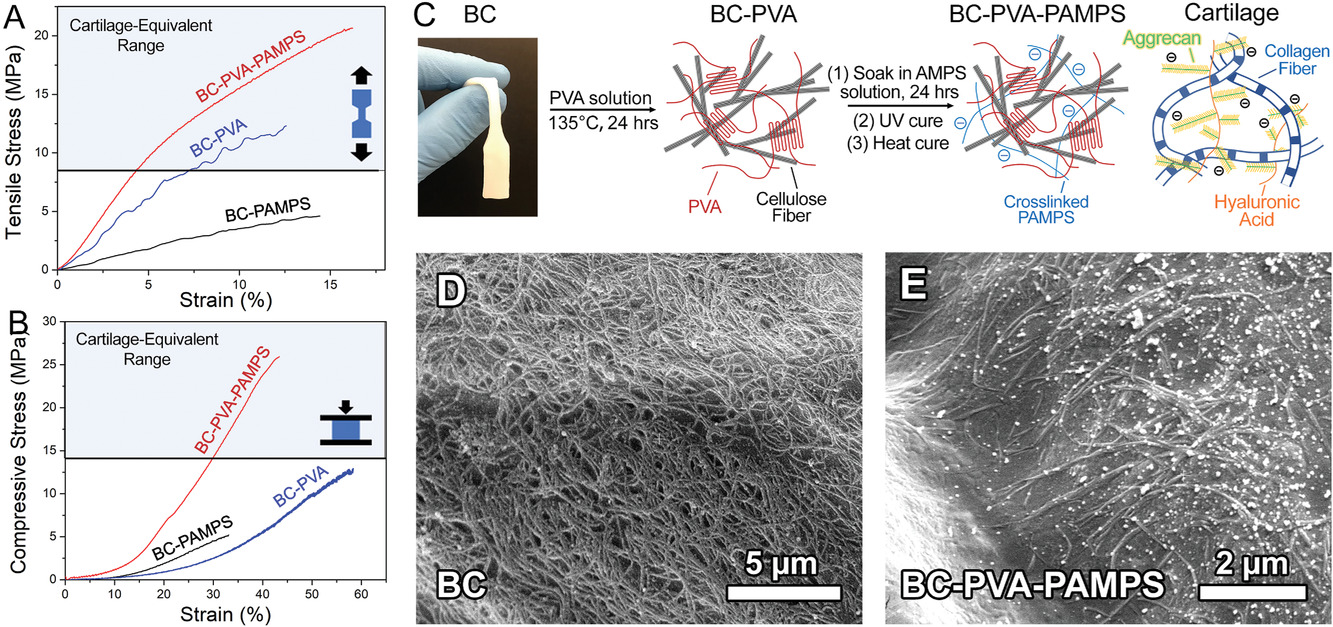 A
Cartilage-Equivalent
Range
BC-PVA-PAMPS
BC-PVA
BC-PAMPS
Tensile Stress (MPa)
20
15
10
5
0
0
5
10
15
Strain (%)
B
Cartilage-Equivalent
Range
BC-PVA-PAMPS
BC-PVA
BC-PAMPS
Compressive Stress (MPa)
30
25
20
15
10
5
0
0
10
20
30
40
50
60
Strain (%)
C
BC
PVA solution
135°C, 24 hrs
BC-PVA
PVA
Cellulose
Fiber
(1) Soak in AMPS
solution, 24 hrs
(2) UV cure
(3) Heat cure
BC-PVA-PAMPS
Crosslinked
PAMPS
Cartilage
Aggrecan
Collagen
Fiber
Hyaluronic
Acid
D
BC
5 μm
E
BC-PVA-PAMPS
2 μm